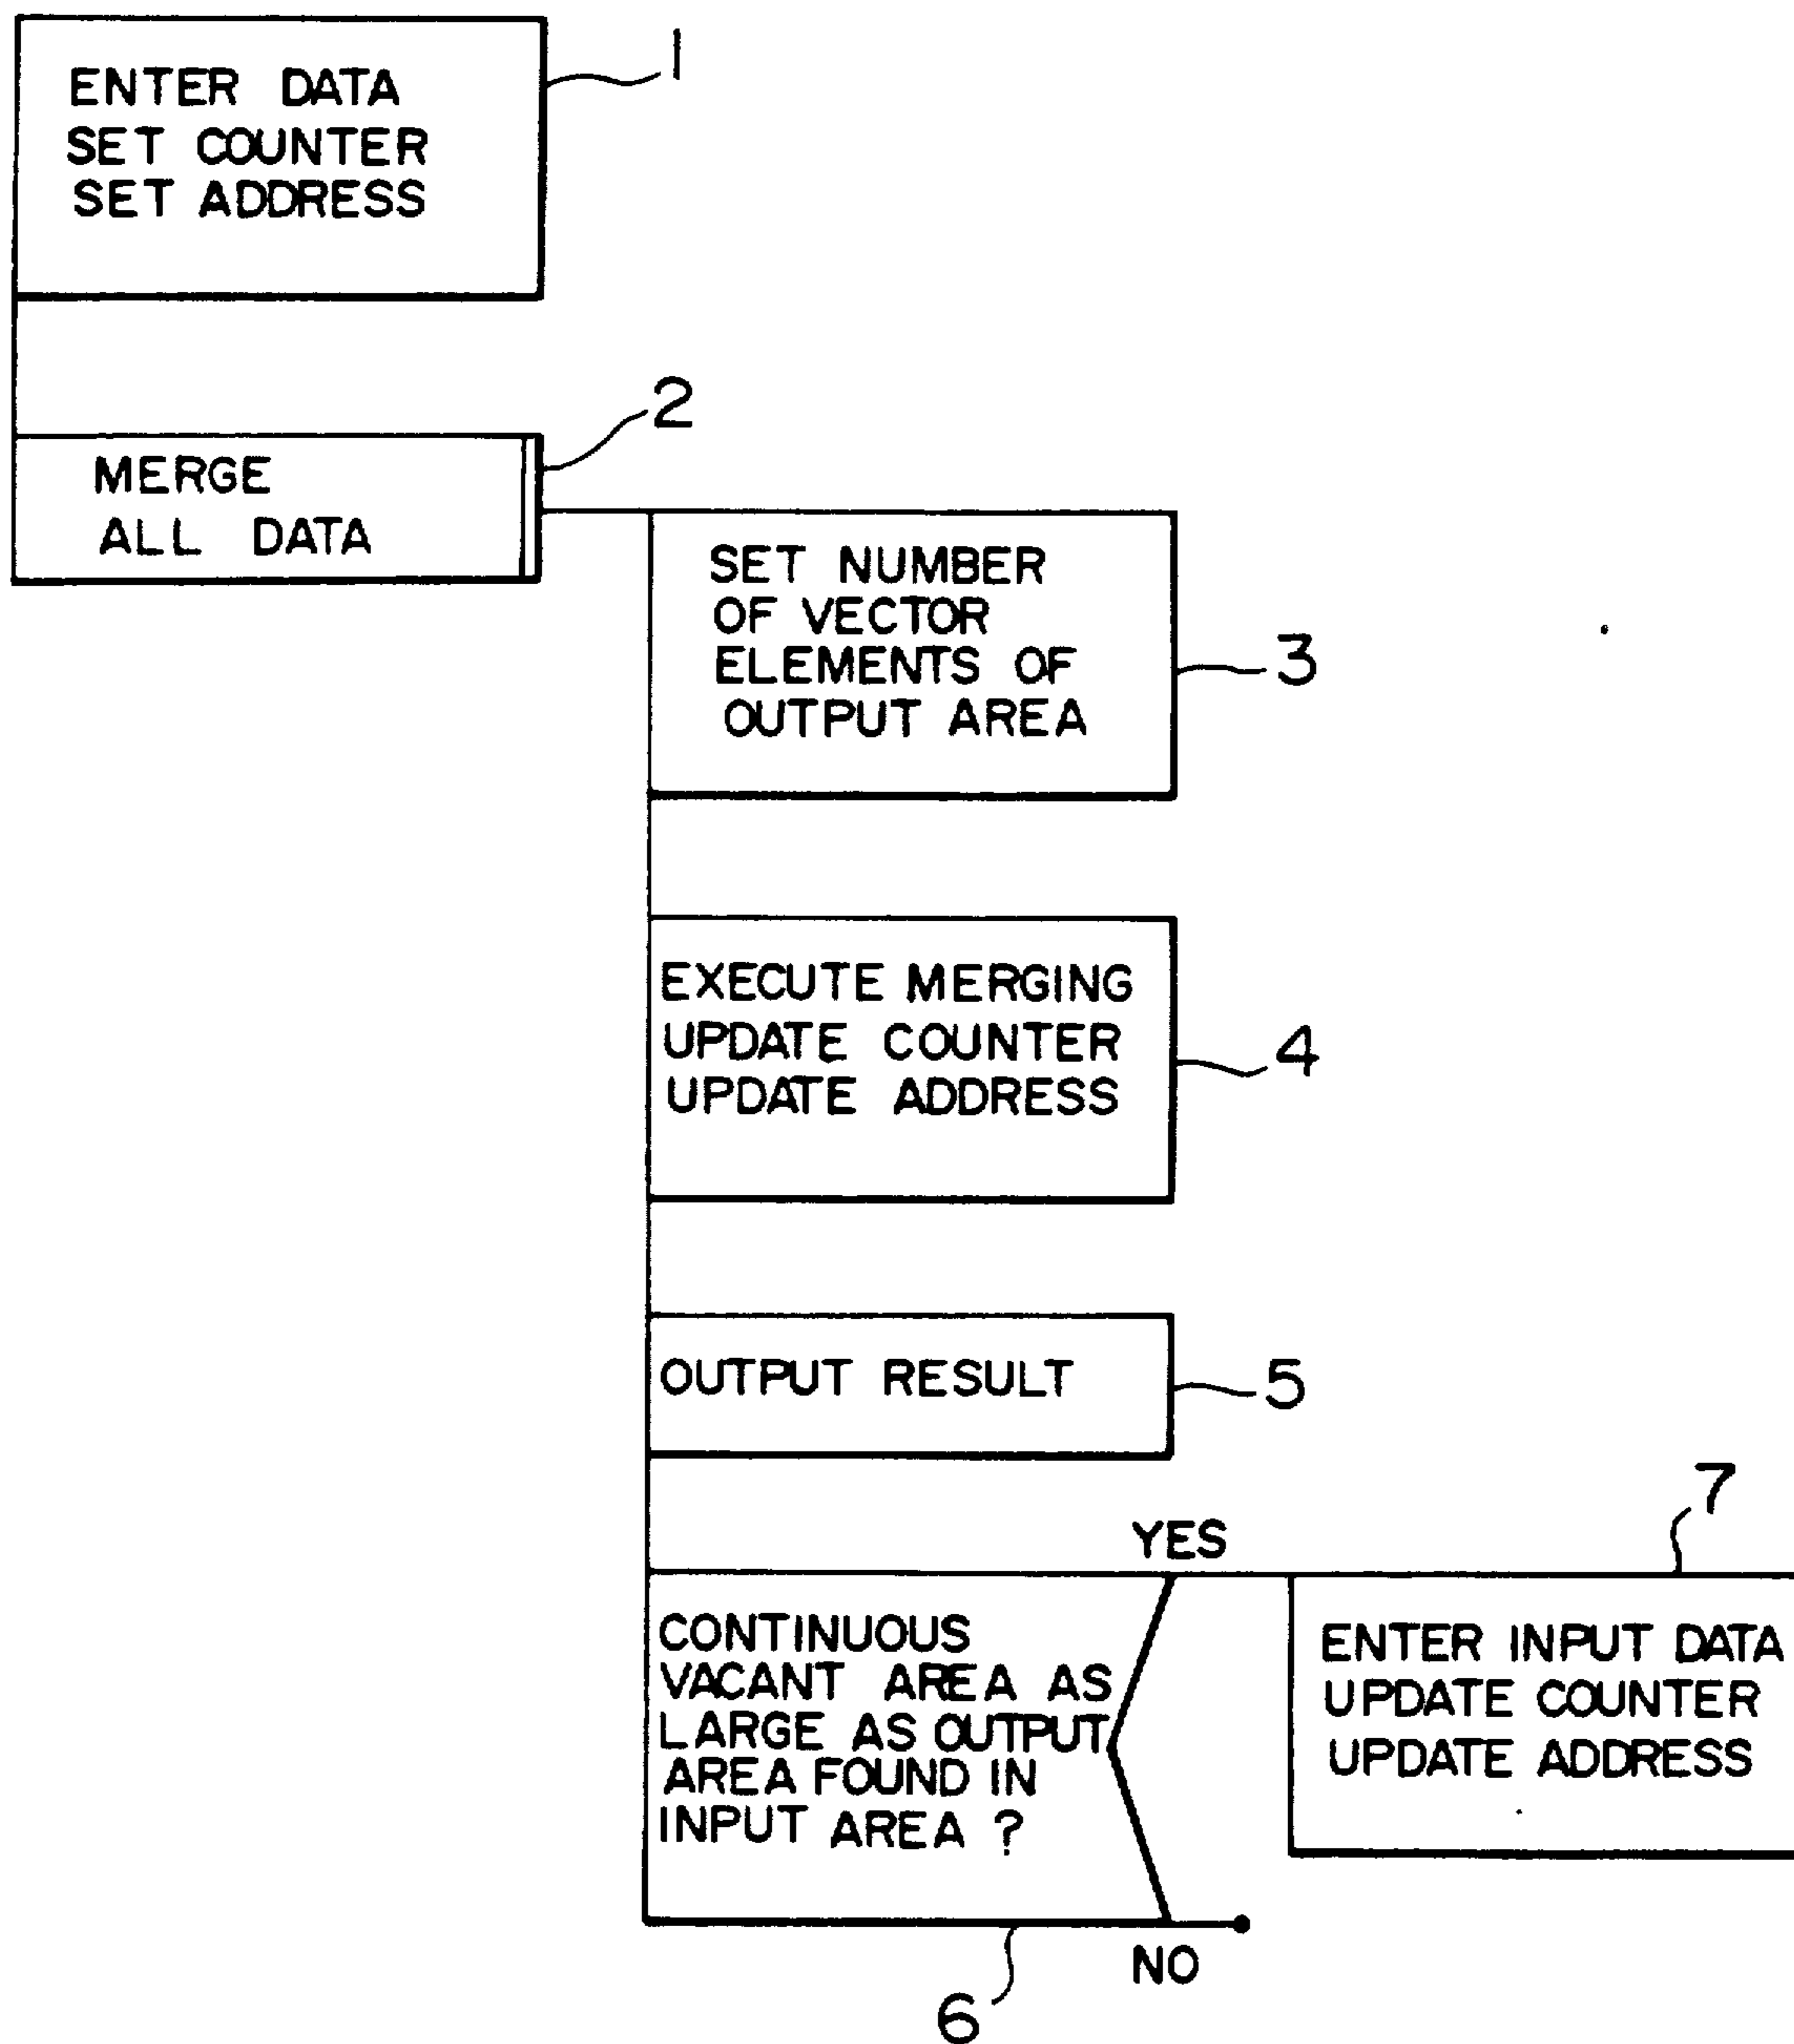 1
ENTER DATA
SET COUNTER
SET ADDRESS
2
MERGE
ALL DATA
SET NUMBER
OF VECTOR
ELEMENTS OF
OUTPUT AREA
3
EXECUTE MERGING
UPDATE COUNTER
UPDATE ADDRESS
4
OUTPUT RESULT
5
YES
7
CONTINUOUS
VACANT AREA AS
LARGE AS OUTPUT
AREA FOUND IN
INPUT AREA ?
ENTER INPUT DATA
UPDATE COUNTER
UPDATE ADDRESS
NO
6